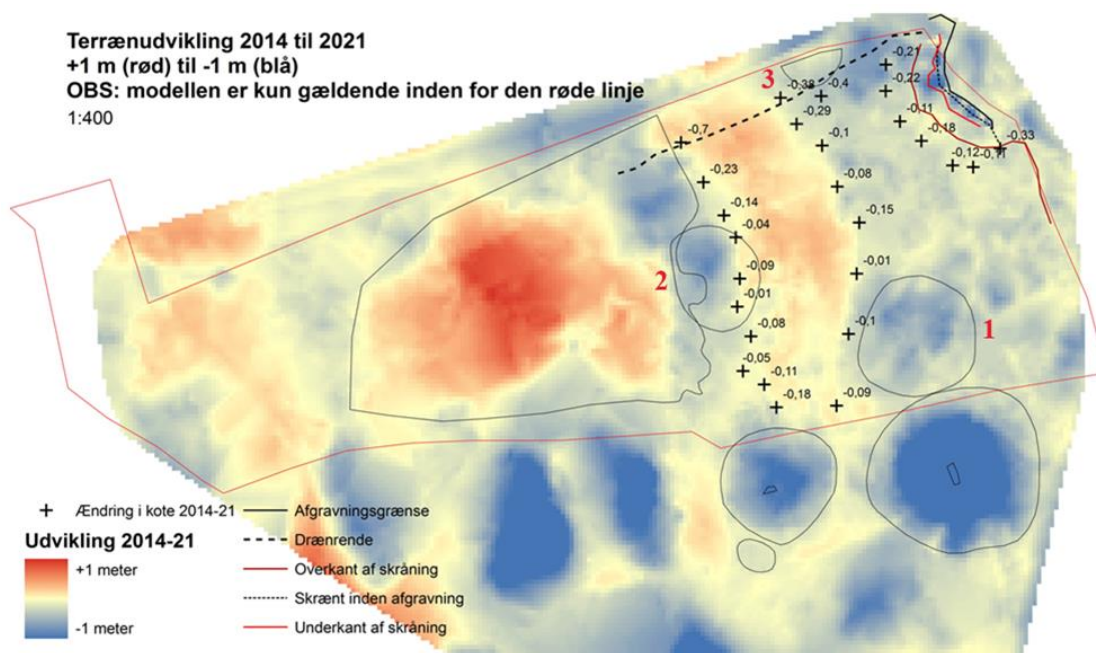 Terrænudvikling 2014 til 2021
+1 m (rød) til -1 m (blå)
OBS: modellen er kun gældende inden for den røde linje
1:400
3
-0,21
-0,22
-0,38
-0,4
-0,29
-0,11
-0,1
-0,18
-0,33
-0,12
-0,11
-0,7
-0,23
-0,08
-0,14
-0,15
-0,04
2
-0,09
-0,01
-0,01
1
-0,08
-0,1
-0,05
-0,11
-0,18
-0,09
Ændring i kote 2014-21
Udvikling 2014-21
+1 meter
-1 meter
Afgravningsgrænse
Drænrende
Overkant af skråning
Skrænt inden afgravning
Underkant af skråning